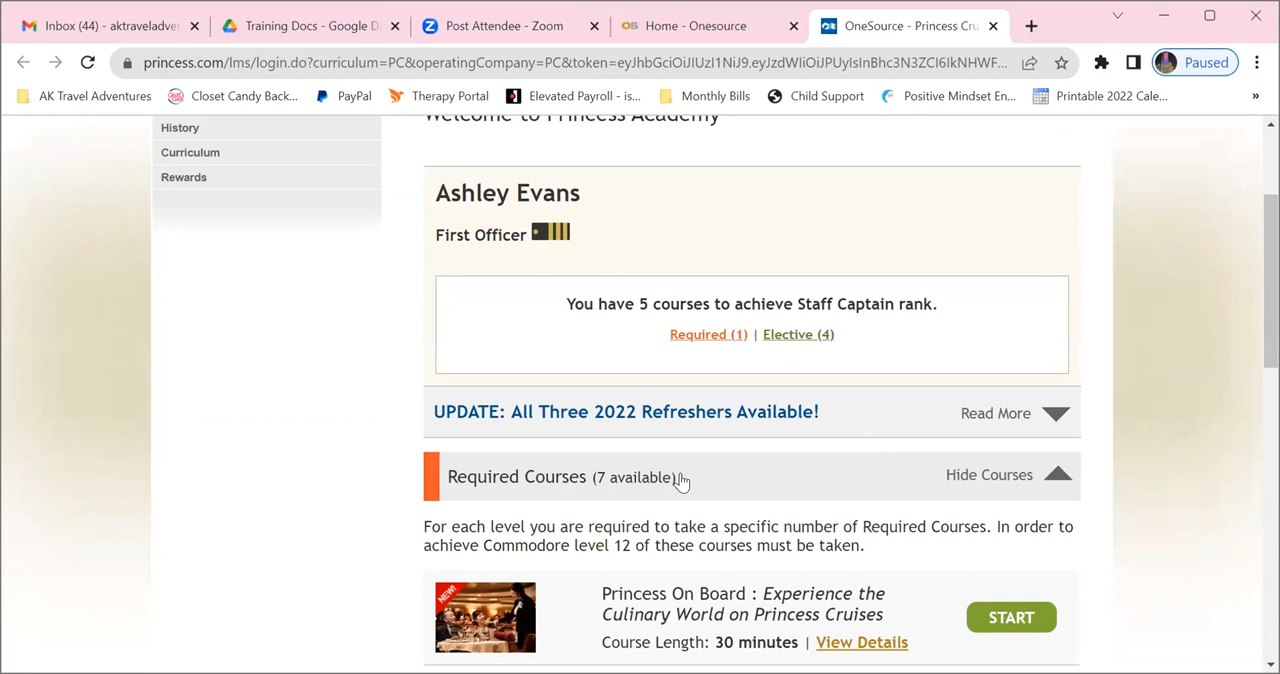 Inbox (44) - aktraveladve
Training Docs - Google D
Post Attendee - Zoom
Home - Onesource
OneSource - Princess Cru
princess.com/lms/login.do?curriculum=PC&operatingCompany=PC&token=eyJhbGciOiJIUzI1NiJ9.eyJzdWIiOiJPUyIsInBhc3N3ZCI6IkNHWF...
Paused
AK Travel Adventures
Closet Candy Back...
PayPal
Therapy Portal
Elevated Payroll - is...
Monthly Bills
Child Support
Positive Mindset En...
Printable 2022 Cale...
History
Curriculum
Rewards
Welcome to Princess Academy
Ashley Evans
First Officer
You have 5 courses to achieve Staff Captain rank.
Required (1) | Elective (4)
UPDATE: All Three 2022 Refreshers Available!
Read More
Required Courses (7 available)
Hide Courses
For each level you are required to take a specific number of Required Courses. In order to
achieve Commodore level 12 of these courses must be taken.
NEW!
Princess On Board : Experience the
Culinary World on Princess Cruises
Course Length: 30 minutes | View Details
START